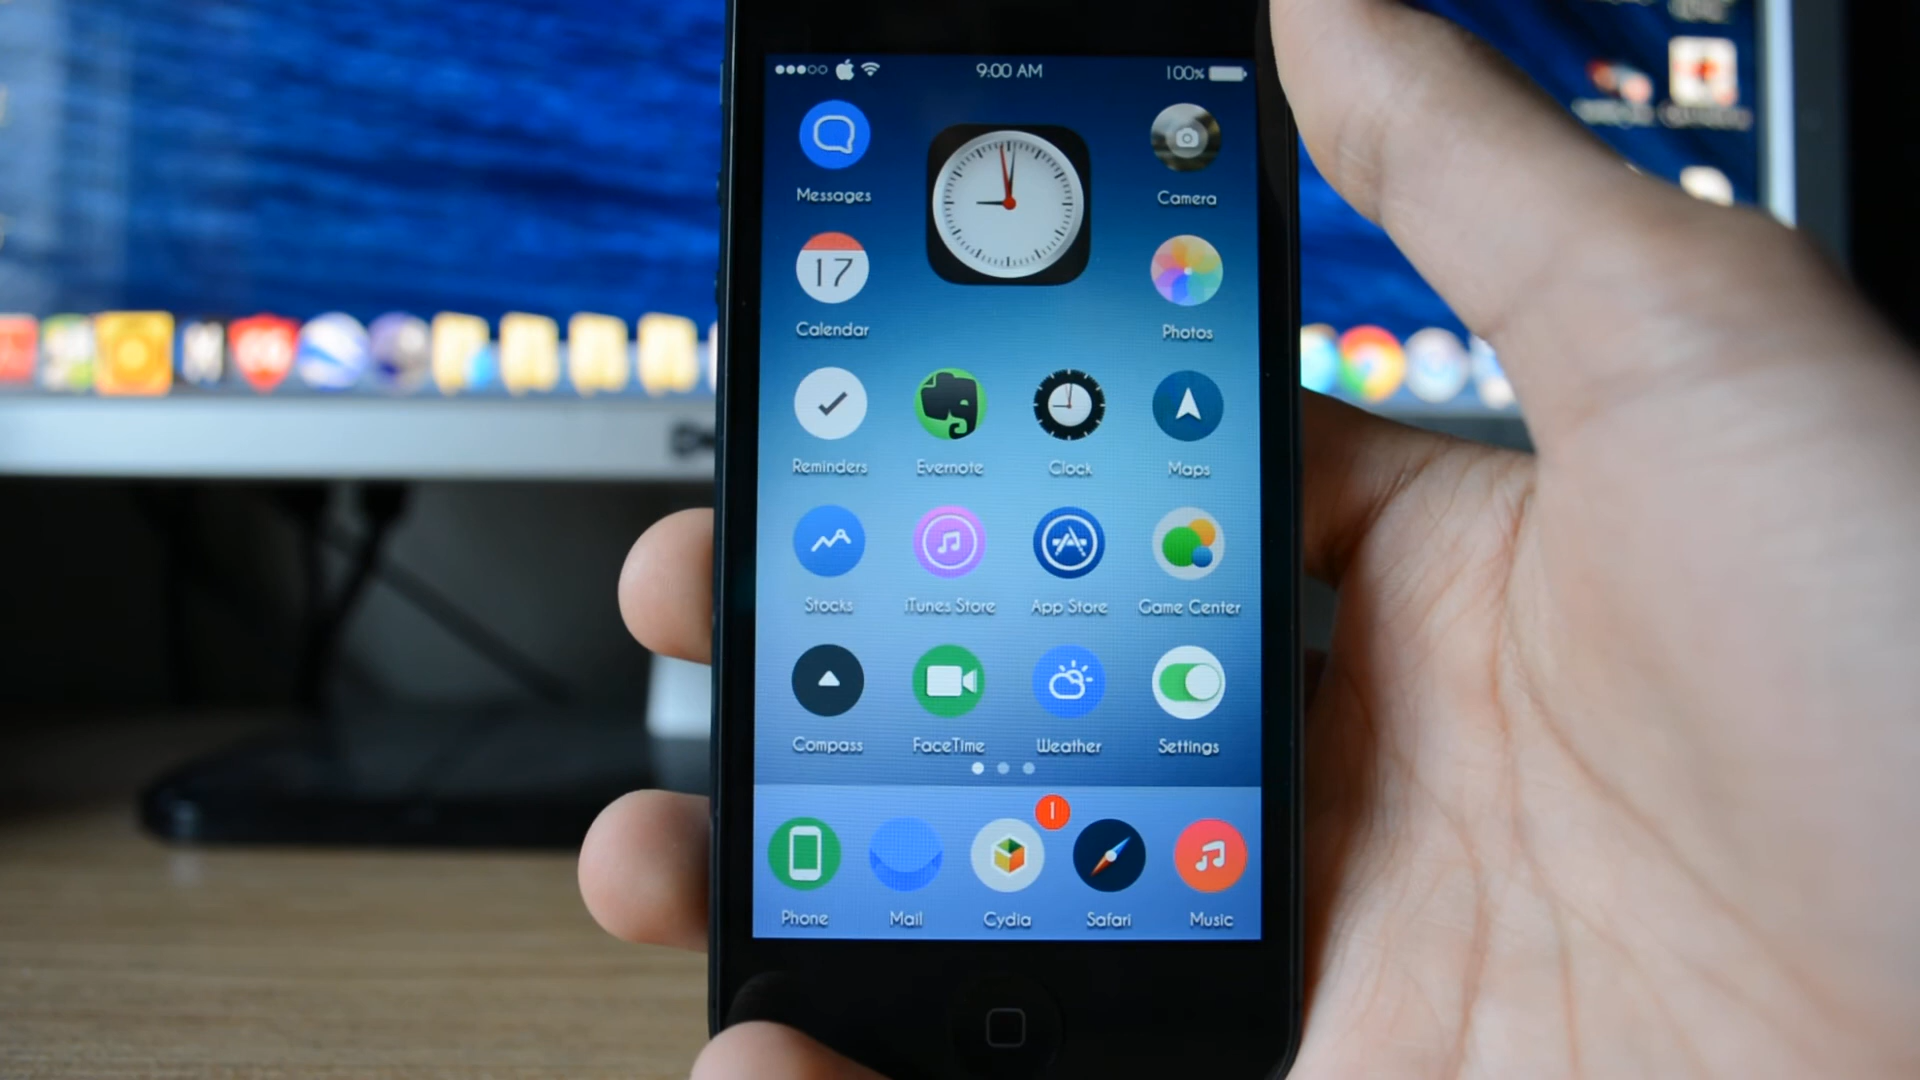 9:00 AM 100%
Messages
Camera
17
Calendar
Photos
Reminders Evernote Clock Maps
Stocks iTunes Store App Store Game Center
Compass FaceTime Weather Settings
1
Phone Mail Cydia Safari Music